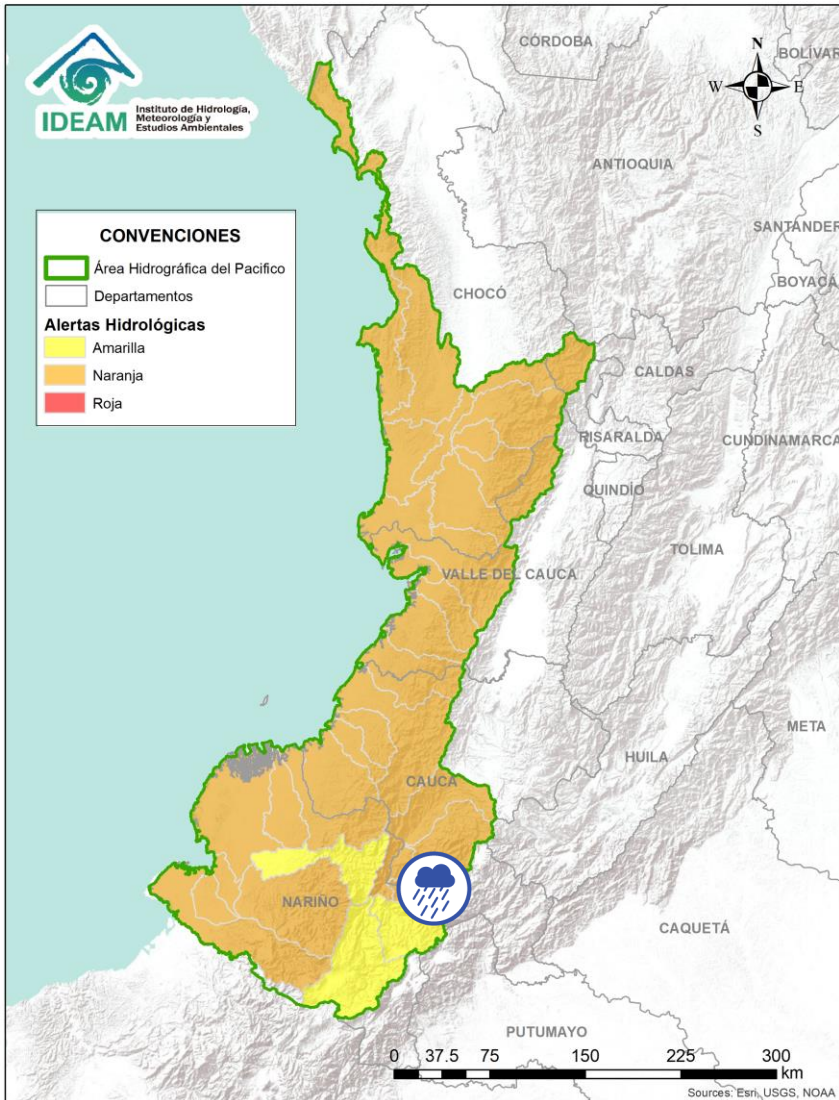 IDEAM
Instituto de Hidrología,
Meteorología y
Estudios Ambientales
CÓRDOBA
BOLÍVAR
N
W
E
S
ANTIOQUIA
SANTANDER
BOYACÁ
CONVENCIONES
Área Hidrográfica del Pacifico
Departamentos
Alertas Hidrológicas
Amarilla
Naranja
Roja
CHOCÓ
CALDAS
RISARALDA
CUNDINAMARCA
QUINDÍO
TOLIMA
VALLE DEL CAUCA
META
HUILA
CAUCA
NARIÑO
CAQUETÁ
PUTUMAYO
0 37.5 75 150 225 300
km
Sources: Esri, USGS, NOAA